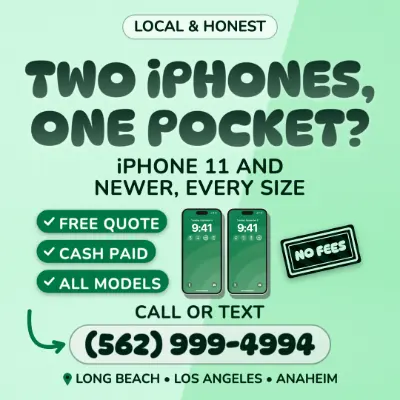 LOCAL & HONEST
TWO iPHONES,
ONE POCKET?
iPHONE 11 AND
NEWER, EVERY SIZE
FREE QUOTE
CASH PAID
ALL MODELS
9:41
9:41
NO FEES
CALL OR TEXT
(562) 999-4994
LONG BEACH • LOS ANGELES • ANAHEIM